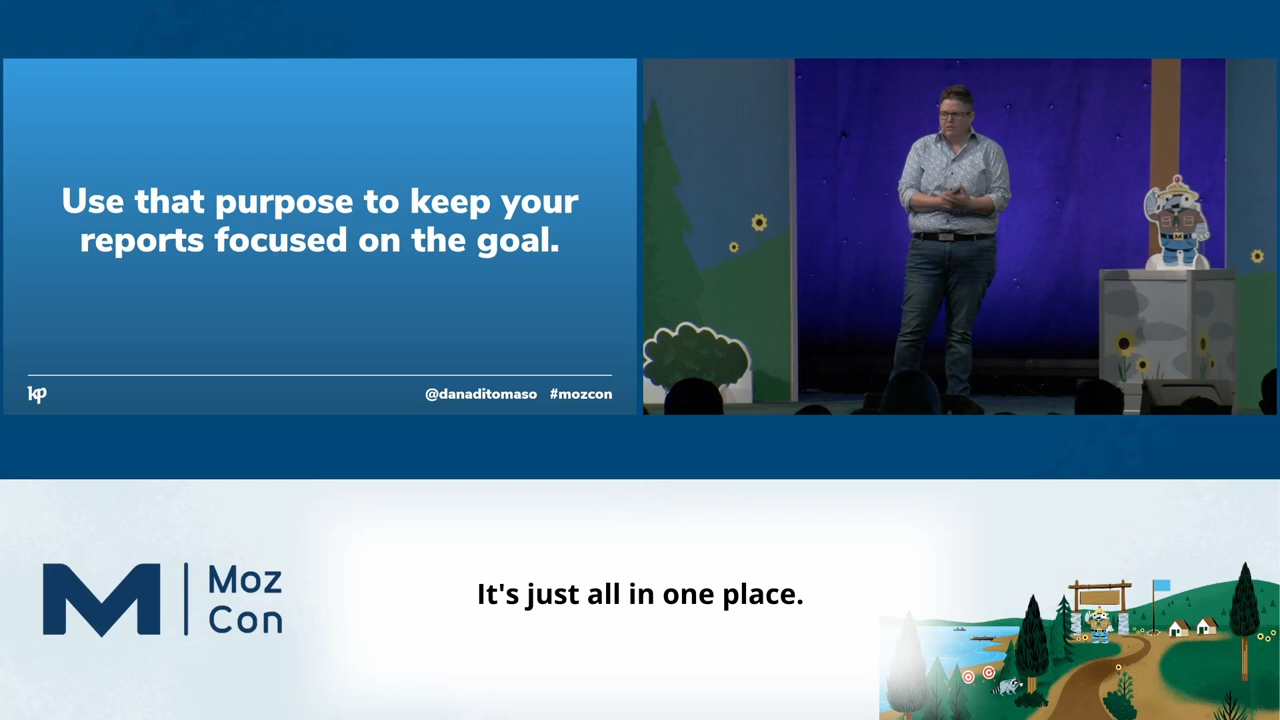 Use that purpose to keep your
reports focused on the goal.
kp
@danaditomaso #mozcon
It's just all in one place.
M
Moz
Con